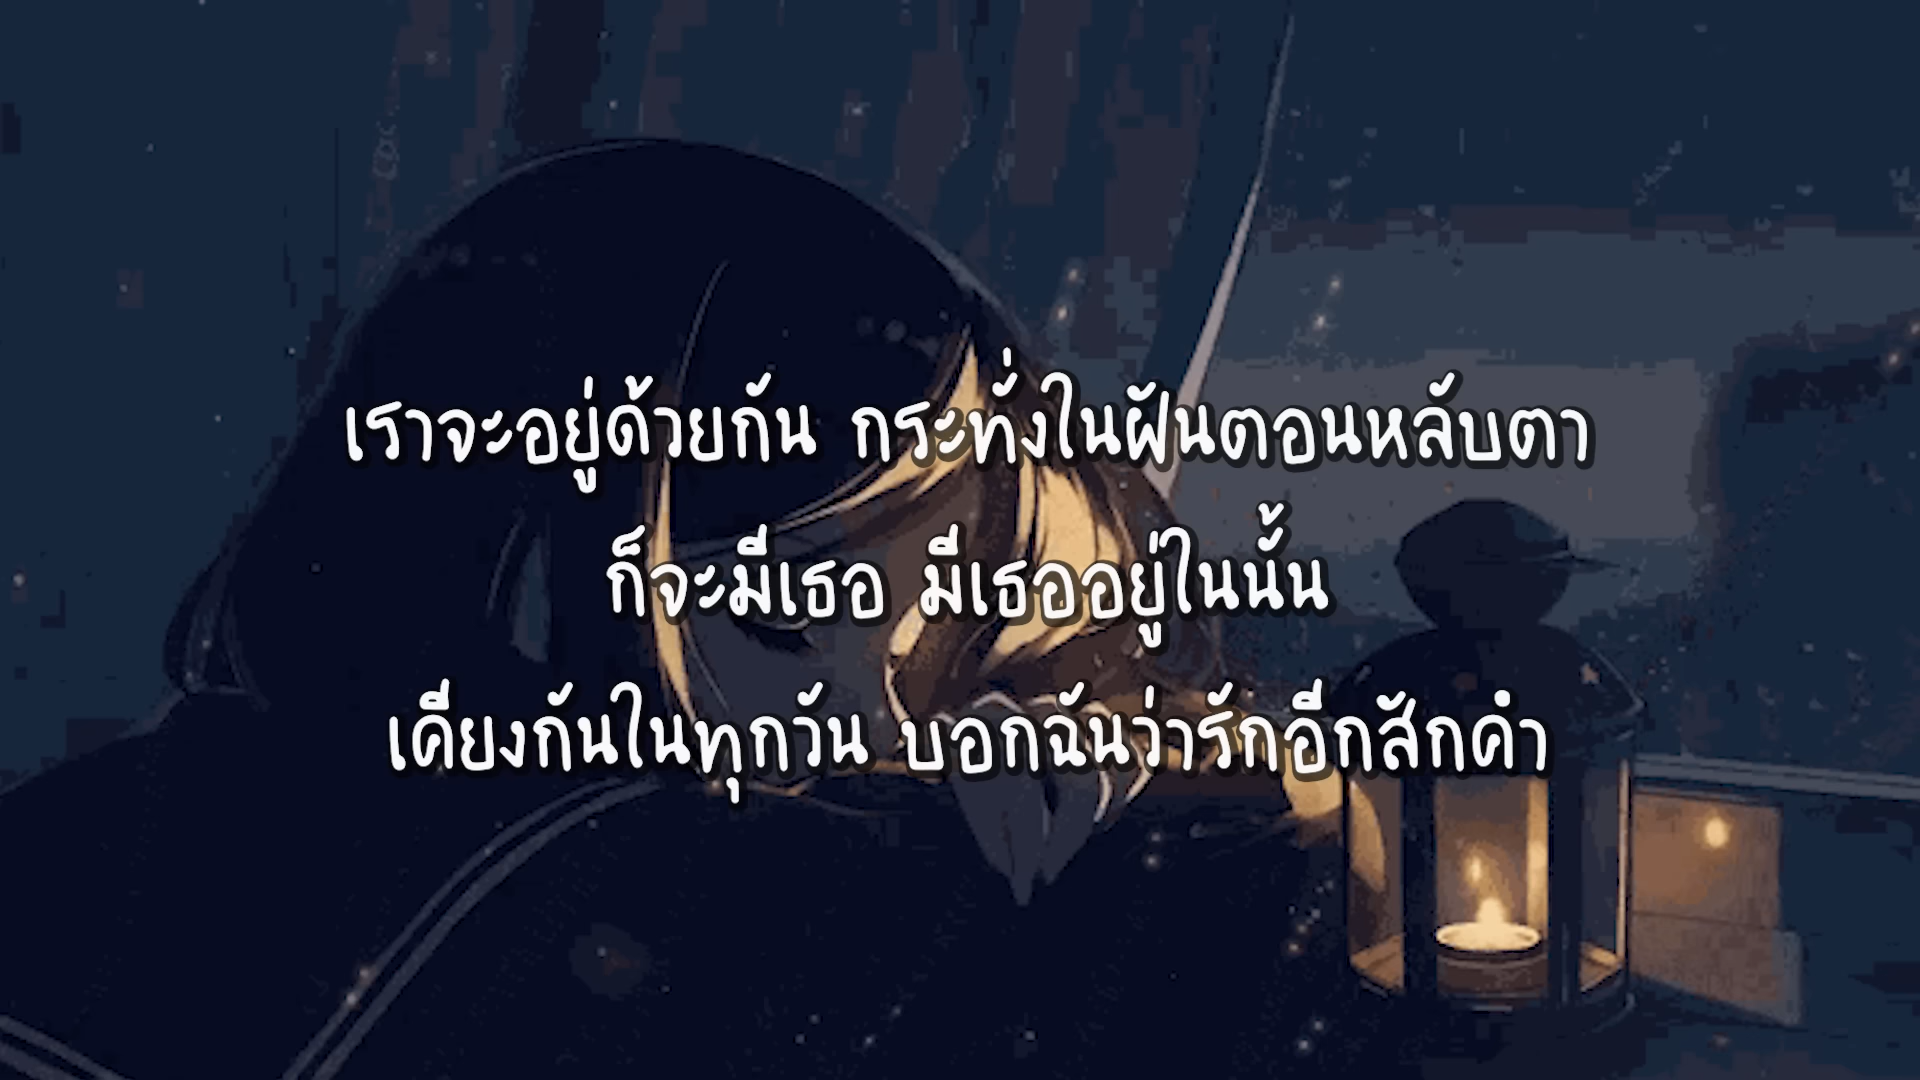 เราจะอยู่ด้วยกัน กระทั่งในฝันตอนหลับตา
ก็จะมีเธอ มีเธออยู่ในนั้น
เคียงกันในทุกวัน บอกฉันว่ารักอีกสักคำ